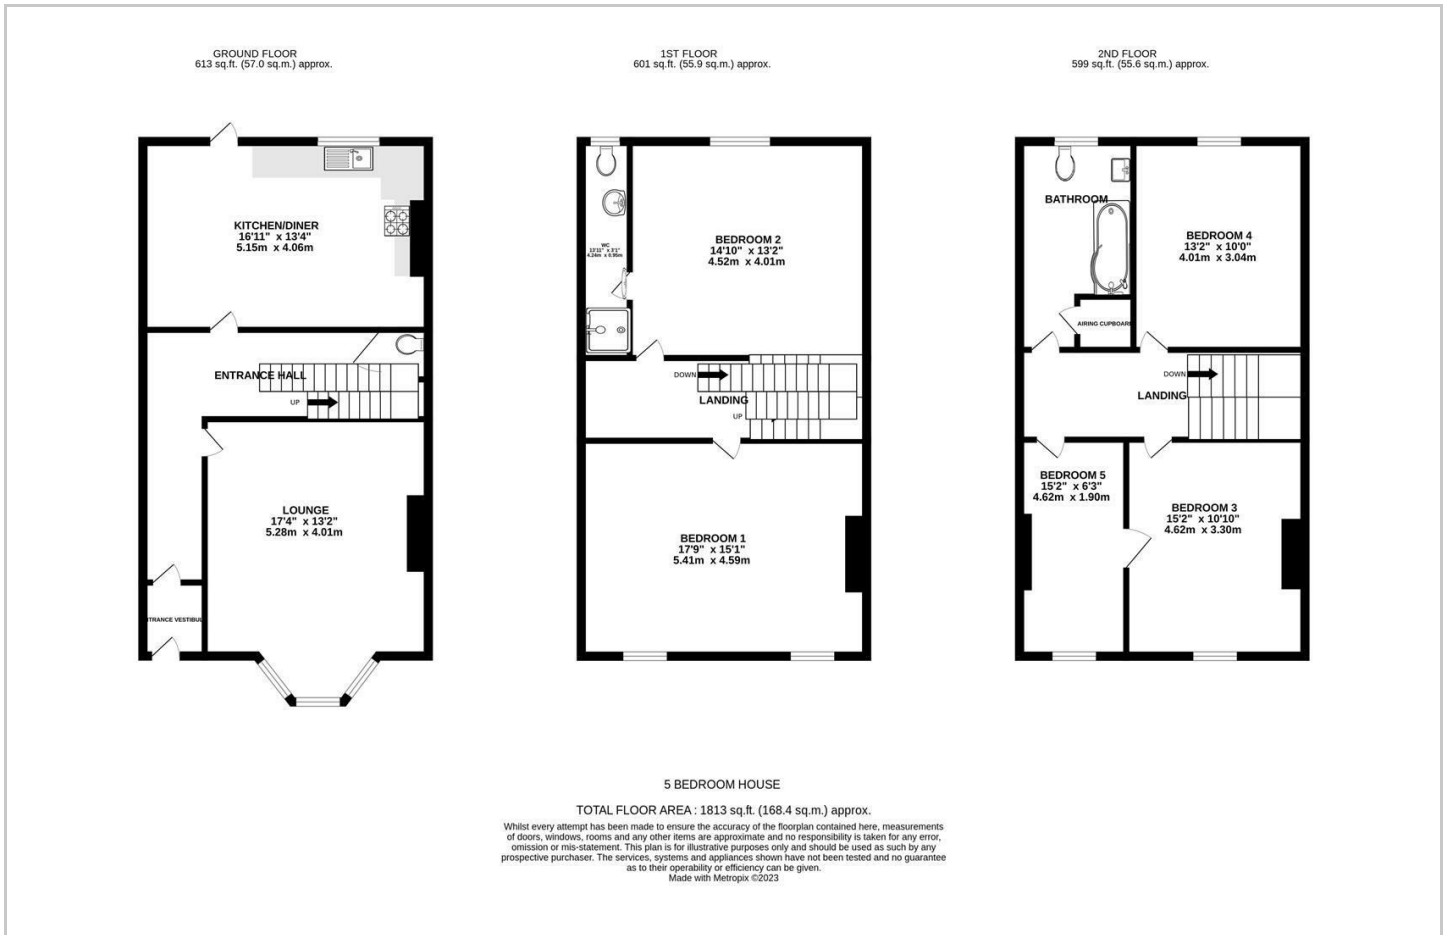 GROUND FLOOR
613 sq.ft. (57.0 sq.m.) approx.
KITCHEN/DINER
16'11" x 13'4"
5.15m x 4.06m
ENTRANCE HALL
UP
LOUNGE
17'4" x 13'2"
5.28m x 4.01m
NTRANCE VESTIBUL
1ST FLOOR
601 sq.ft. (55.9 sq.m.) approx.
WC
13'11" x 3'1"
4.24m x 0.95m
BEDROOM 2
14'10" x 13'2"
4.52m x 4.01m
DOWN
LANDING
UP
BEDROOM 1
17'9" x 15'1"
5.41m x 4.59m
2ND FLOOR
599 sq.ft. (55.6 sq.m.) approx.
BATHROOM
BEDROOM 4
13'2" x 10'0"
4.01m x 3.04m
AIRING CUPBOARD
DOWN
LANDING
BEDROOM 5
15'2" x 6'3"
4.62m x 1.90m
BEDROOM 3
15'2" x 10'10"
4.62m x 3.30m
5 BEDROOM HOUSE
TOTAL FLOOR AREA : 1813 sq.ft. (168.4 sq.m.) approx.
Whilst every attempt has been made to ensure the accuracy of the floorplan contained here, measurements
of doors, windows, rooms and any other items are approximate and no responsibility is taken for any error,
omission or mis-statement. This plan is for illustrative purposes only and should be used as such by any
prospective purchaser. The services, systems and appliances shown have not been tested and no guarantee
as to their operability or efficiency can be given.
Made with Metropix ©2023